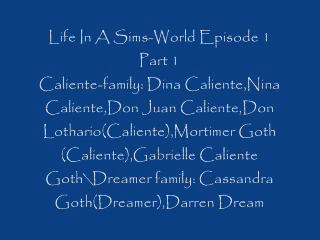 Life In A Sims-World Episode 1
Part 1
Caliente-family: Dina Caliente,Nina
Caliente,Don Juan Caliente,Don
Lothario(Caliente),Mortimer Goth
(Caliente),Gabrielle Caliente
Goth\Dreamer family: Cassandra
Goth(Dreamer),Darren Dream